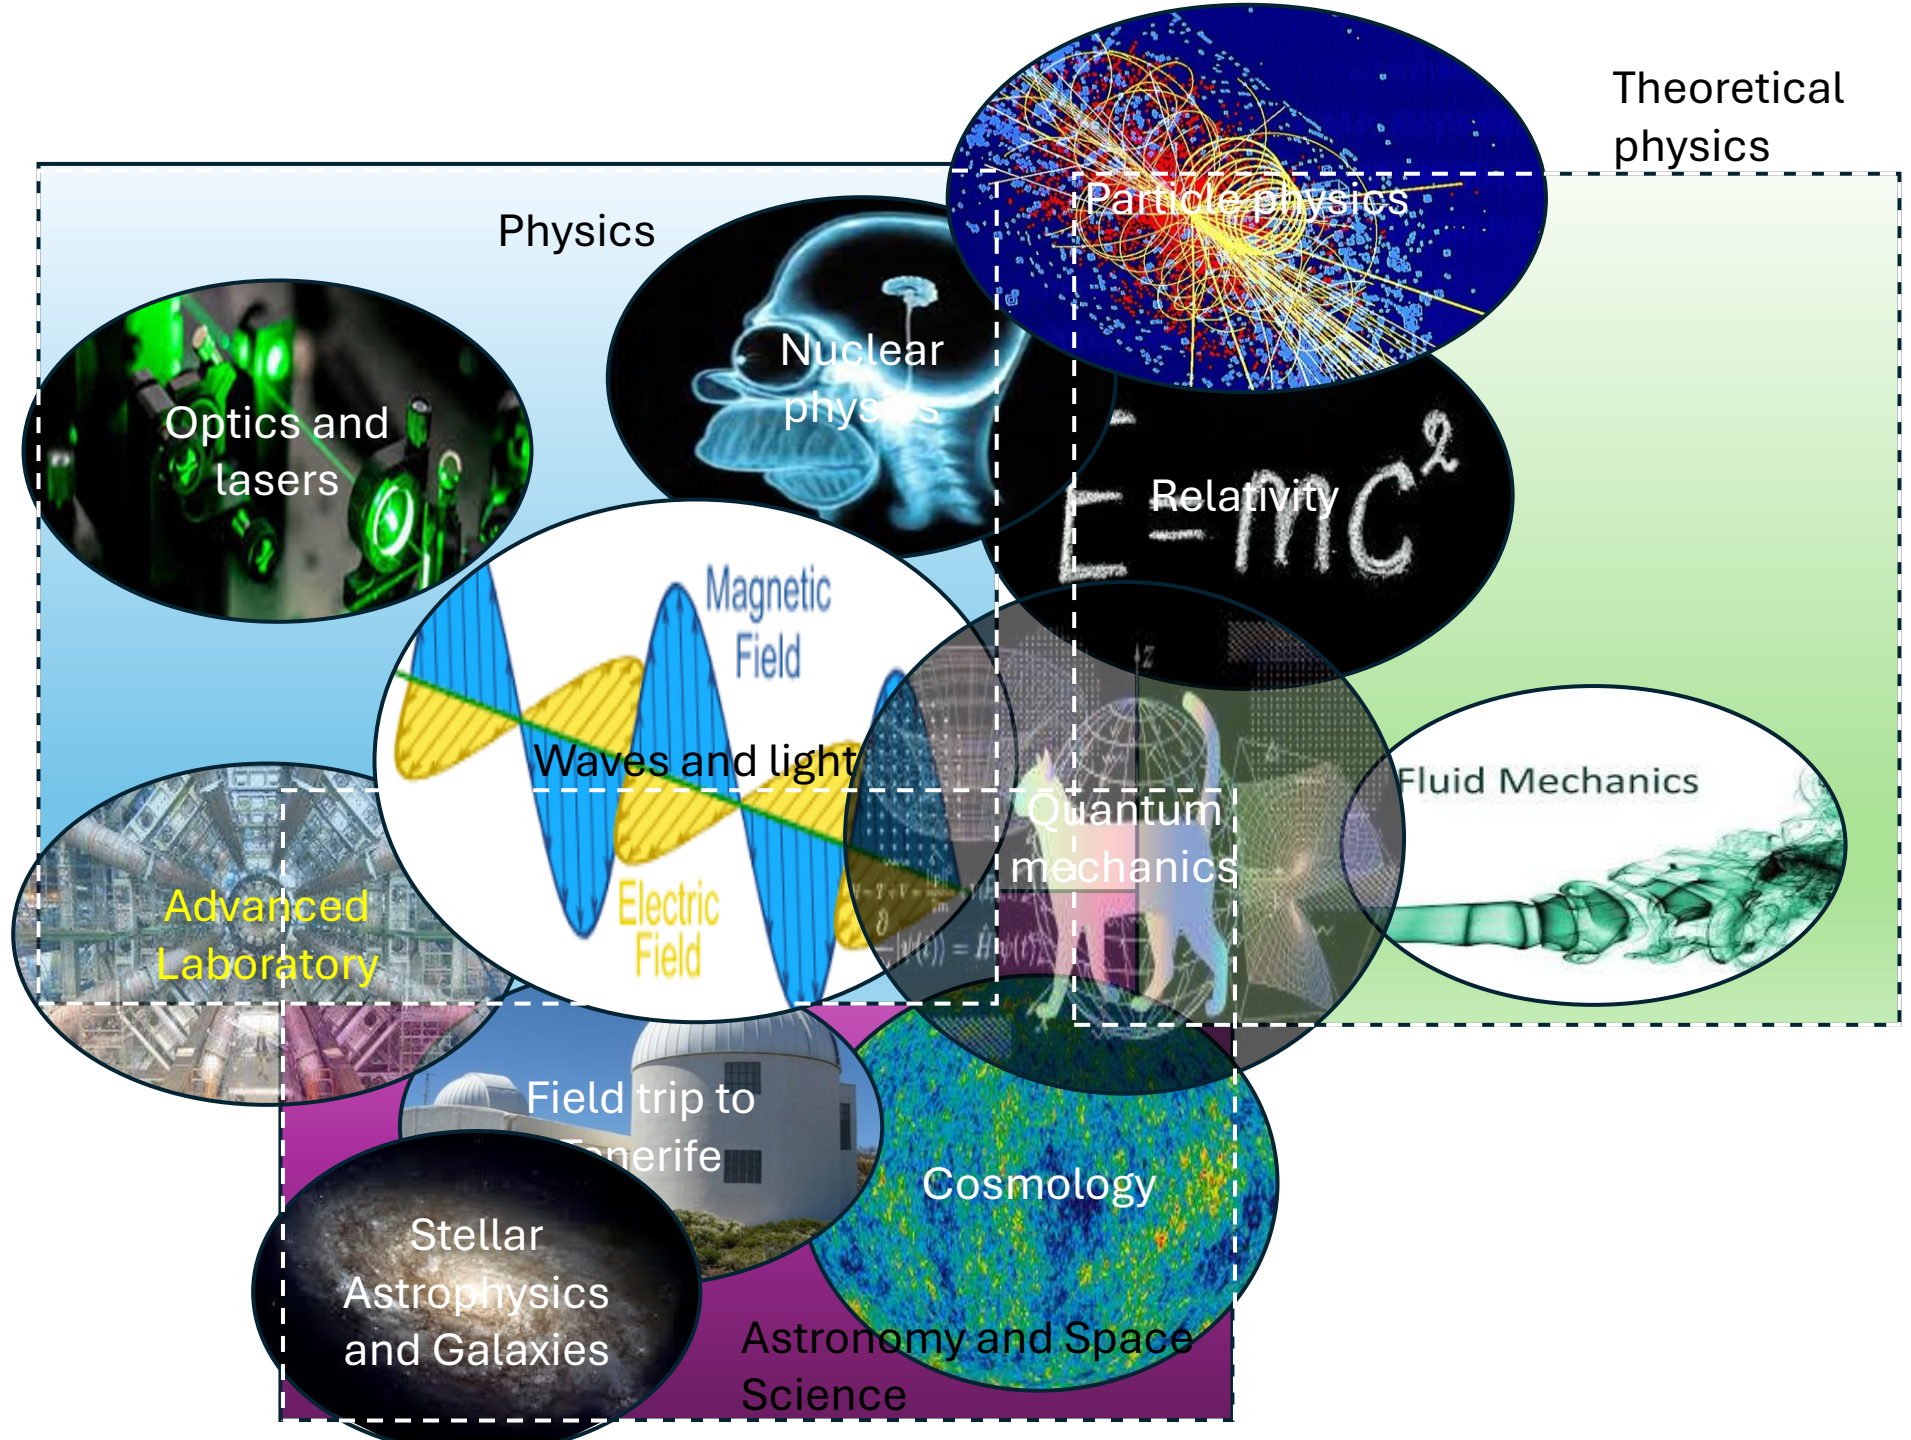 Theoretical
physics
Particle physics
Physics
Nuclear
physics
Optics and
lasers
E=mc²
Relativity
Magnetic
Field
Waves and light
Fluid Mechanics
Quantum
mechanics
z
Electric
Field
Advanced
Laboratory
Field trip to
Tenerife
Cosmology
Stellar
Astrophysics
and Galaxies
Astronomy and Space
Science